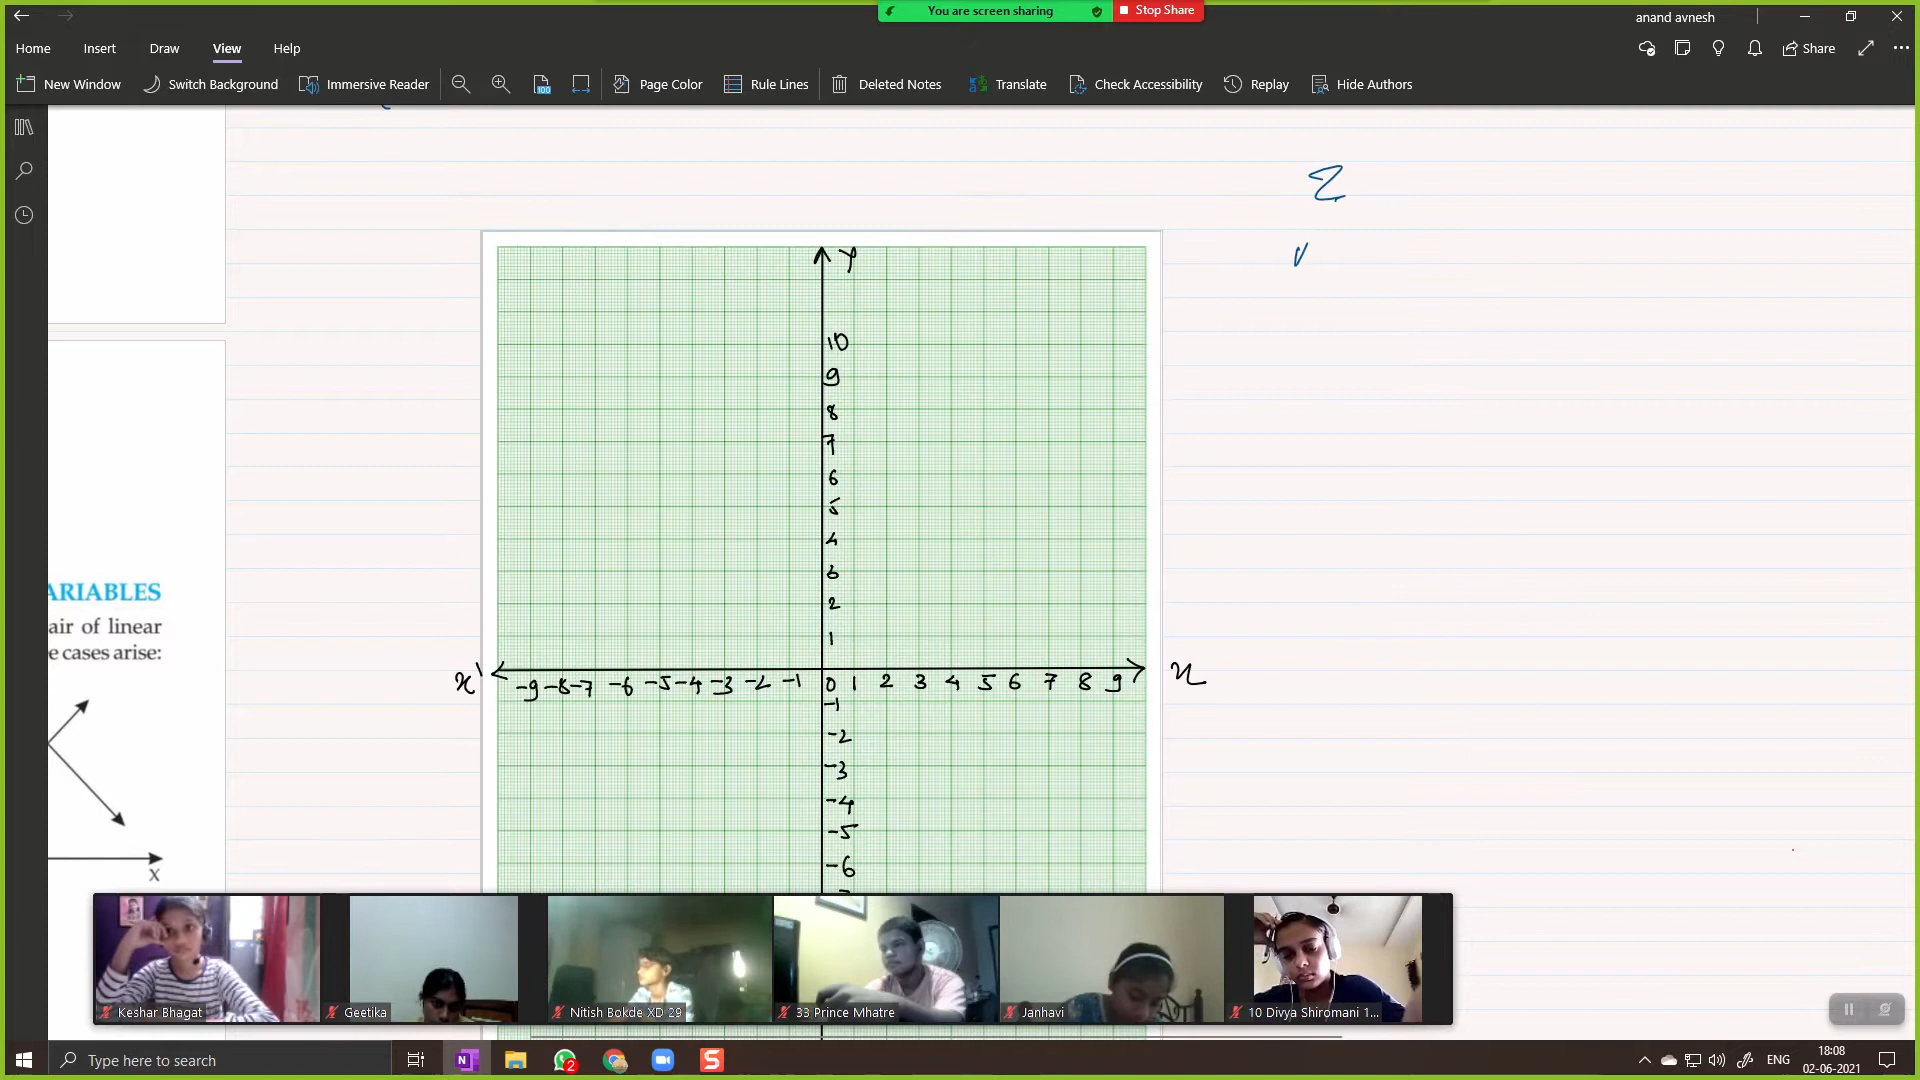 You are screen sharing
Stop Share
anand avnesh
Home Insert Draw View Help
Share
New Window Switch Background Immersive Reader 100 Page Color Rule Lines Deleted Notes Translate Check Accessibility Replay Hide Authors
2
Y
10
9
8
7
6
5
4
3
2
1
x' -9 -8 -7 -6 -5 -4 -3 -2 -1 0 1 2 3 4 5 6 7 8 9 x
-1
-2
-3
-4
-5
-6
ARIABLES
air of linear
e cases arise:
X
Keshar Bhagat Geetika Nitish Bokde XD 29 33 Prince Mhatre Janhavi 10 Divya Shiromani 1...
Type here to search
2
ENG
18:08
02-06-2021